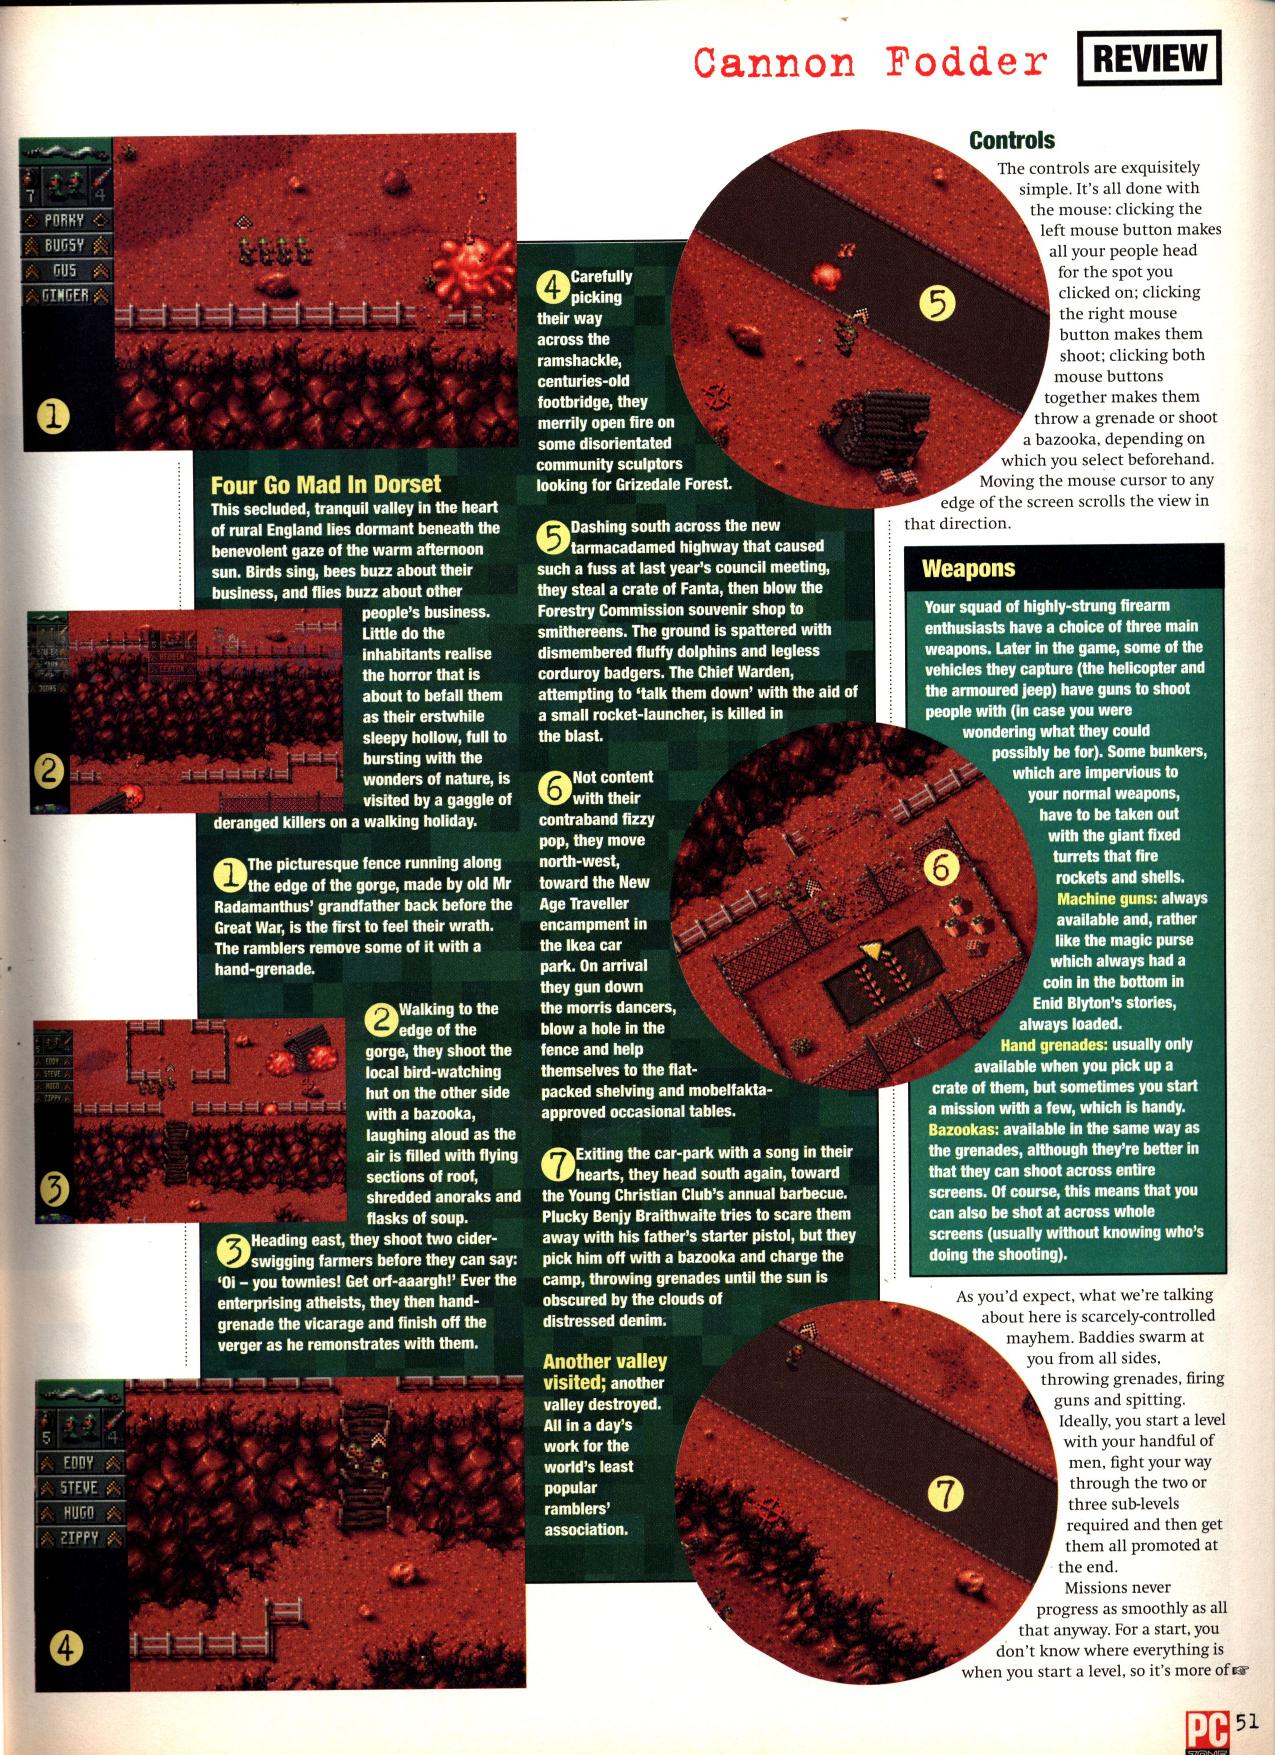 Cannon Fodder
REVIEW
7
4
PORKY
BUGSY
GUS
GINGER
1
Four Go Mad In Dorset
This secluded, tranquil valley in the heart
of rural England lies dormant beneath the
benevolent gaze of the warm afternoon
sun. Birds sing, bees buzz about their
business, and flies buzz about other
people's business.
Little do the
inhabitants realise
the horror that is
about to befall them
as their erstwhile
sleepy hollow, full to
bursting with the
wonders of nature, is
visited by a gaggle of
deranged killers on a walking holiday.
2
1 The picturesque fence running along
the edge of the gorge, made by old Mr
Radamanthus' grandfather back before the
Great War, is the first to feel their wrath.
The ramblers remove some of it with a
hand-grenade.
EDDY
STEVE
HUGO
ZIPPY
3
2 Walking to the
edge of the
gorge, they shoot the
local bird-watching
hut on the other side
with a bazooka,
laughing aloud as the
air is filled with flying
sections of roof,
shredded anoraks and
flasks of soup.
3 Heading east, they shoot two cider-
swigging farmers before they can say:
'Oi – you townies! Get orf-aaargh!' Ever the
enterprising atheists, they then hand-
grenade the vicarage and finish off the
verger as he remonstrates with them.
5
4
EDDY
STEVE
HUGO
ZIPPY
4
4 Carefully
picking
their way
across the
ramshackle,
centuries-old
footbridge, they
merrily open fire on
some disorientated
community sculptors
looking for Grizedale Forest.
5 Dashing south across the new
tarmacadamed highway that caused
such a fuss at last year's council meeting,
they steal a crate of Fanta, then blow the
Forestry Commission souvenir shop to
smithereens. The ground is spattered with
dismembered fluffy dolphins and legless
corduroy badgers. The Chief Warden,
attempting to 'talk them down' with the aid of
a small rocket-launcher, is killed in
the blast.
6 Not content
with their
contraband fizzy
pop, they move
north-west,
toward the New
Age Traveller
encampment in
the Ikea car
park. On arrival
they gun down
the morris dancers,
blow a hole in the
fence and help
themselves to the flat-
packed shelving and mobelfakta-
approved occasional tables.
7 Exiting the car-park with a song in their
hearts, they head south again, toward
the Young Christian Club's annual barbecue.
Plucky Benjy Braithwaite tries to scare them
away with his father's starter pistol, but they
pick him off with a bazooka and charge the
camp, throwing grenades until the sun is
obscured by the clouds of
distressed denim.
Another valley
visited; another
valley destroyed.
All in a day's
work for the
world's least
popular
ramblers'
association.
5
6
7
Controls
The controls are exquisitely
simple. It's all done with
the mouse: clicking the
left mouse button makes
all your people head
for the spot you
clicked on; clicking
the right mouse
button makes them
shoot; clicking both
mouse buttons
together makes them
throw a grenade or shoot
a bazooka, depending on
which you select beforehand.
Moving the mouse cursor to any
edge of the screen scrolls the view in
that direction.
Weapons
Your squad of highly-strung firearm
enthusiasts have a choice of three main
weapons. Later in the game, some of the
vehicles they capture (the helicopter and
the armoured jeep) have guns to shoot
people with (in case you were
wondering what they could
possibly be for). Some bunkers,
which are impervious to
your normal weapons,
have to be taken out
with the giant fixed
turrets that fire
rockets and shells.
Machine guns: always
available and, rather
like the magic purse
which always had a
coin in the bottom in
Enid Blyton's stories,
always loaded.
Hand grenades: usually only
available when you pick up a
crate of them, but sometimes you start
a mission with a few, which is handy.
Bazookas: available in the same way as
the grenades, although they're better in
that they can shoot across entire
screens. Of course, this means that you
can also be shot at across whole
screens (usually without knowing who's
doing the shooting).
As you'd expect, what we're talking
about here is scarcely-controlled
mayhem. Baddies swarm at
you from all sides,
throwing grenades, firing
guns and spitting.
Ideally, you start a level
with your handful of
men, fight your way
through the two or
three sub-levels
required and then get
them all promoted at
the end.
Missions never
progress as smoothly as all
that anyway. For a start, you
don't know where everything is
when you start a level, so it's more of☞
PC
ZONE
51